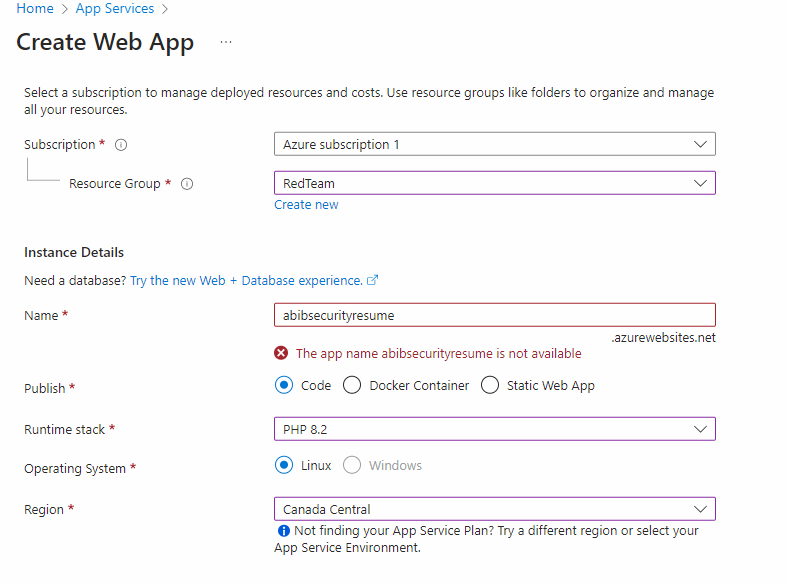 Home > App Services >
Create Web App ...
Select a subscription to manage deployed resources and costs. Use resource groups like folders to organize and manage
all your resources.
Subscription *
Azure subscription 1
Resource Group *
RedTeam
Create new
Instance Details
Need a database? Try the new Web + Database experience.
Name *
abibsecurityresume
.azurewebsites.net
The app name abibsecurityresume is not available
Publish *
Code Docker Container Static Web App
Runtime stack *
PHP 8.2
Operating System *
Linux Windows
Region *
Canada Central
Not finding your App Service Plan? Try a different region or select your
App Service Environment.